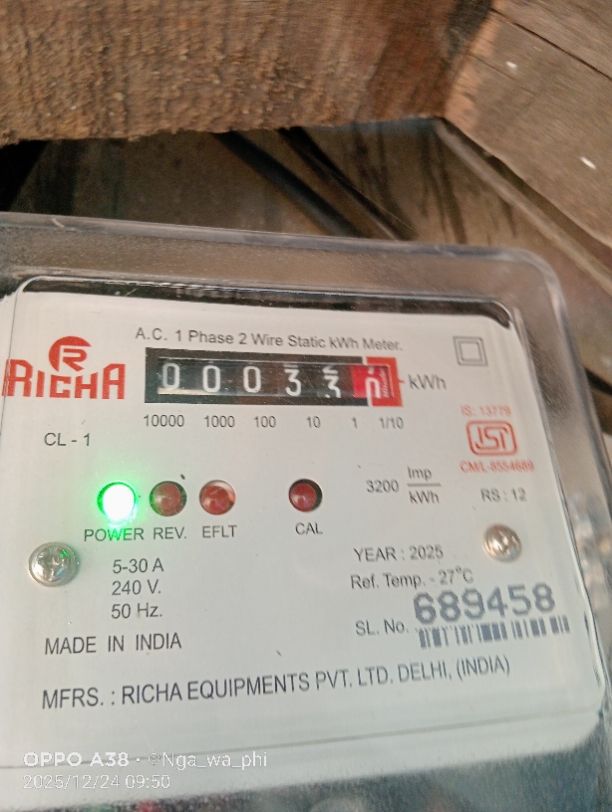 A.C. 1 Phase 2 Wire Static kWh Meter.
R
RICHA
0 0 0 3 3 kWh
10000 1000 100 10 1 1/10
IS: 13779
CL - 1
ISI
CM/L-8554689
3200 Imp/kWh
RS : 12
POWER REV. EFLT CAL
5-30 A
240 V.
50 Hz.
YEAR : 2025
Ref. Temp. - 27°C
SL. No. 689458
MADE IN INDIA
MFRS. : RICHA EQUIPMENTS PVT. LTD. DELHI, (INDIA)
OPPO A38 · ©Nga_wa_phi
2025/12/24 09:50